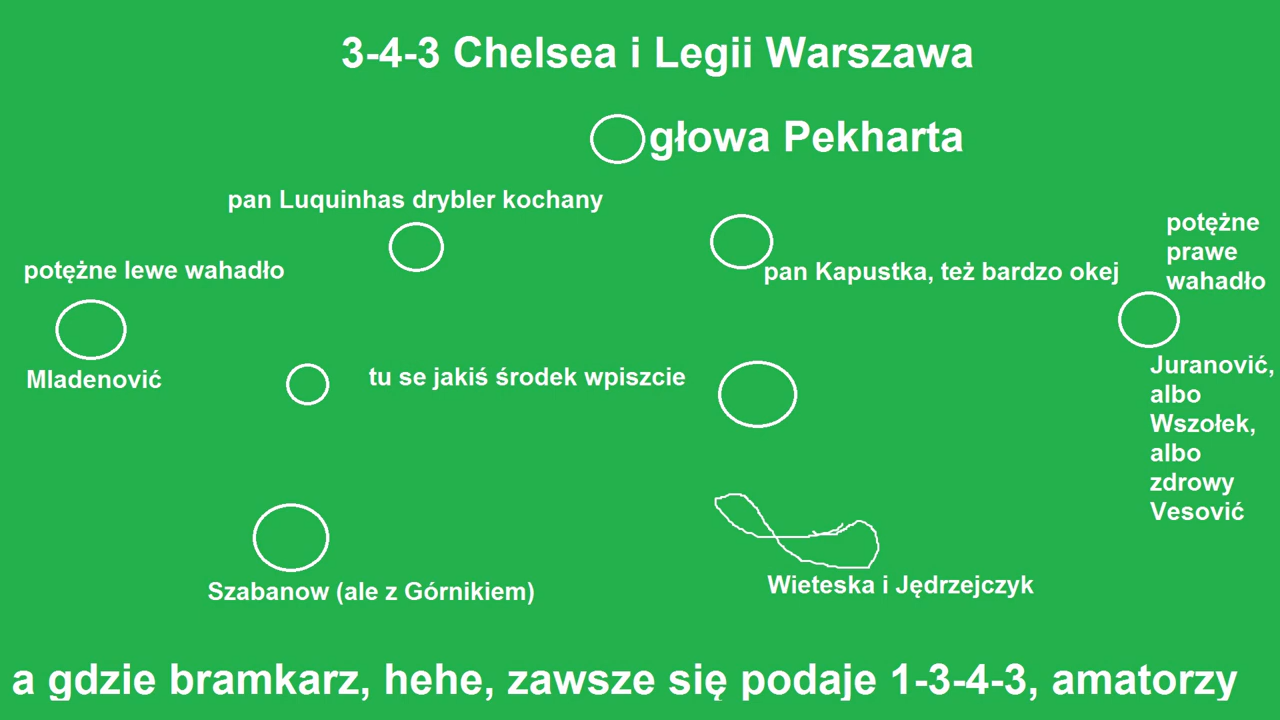 3-4-3 Chelsea i Legii Warszawa
głowa Pekharta
pan Luquinhas drybler kochany
potężne
prawe
wahadło
potężne lewe wahadło
pan Kapustka, też bardzo okej
Mladenović
tu se jakiś środek wpiszcie
Juranović,
albo
Wszołek,
albo
zdrowy
Vesović
Szabanow (ale z Górnikiem)
Wieteska i Jędrzejczyk
a gdzie bramkarz, hehe, zawsze się podaje 1-3-4-3, amatorzy